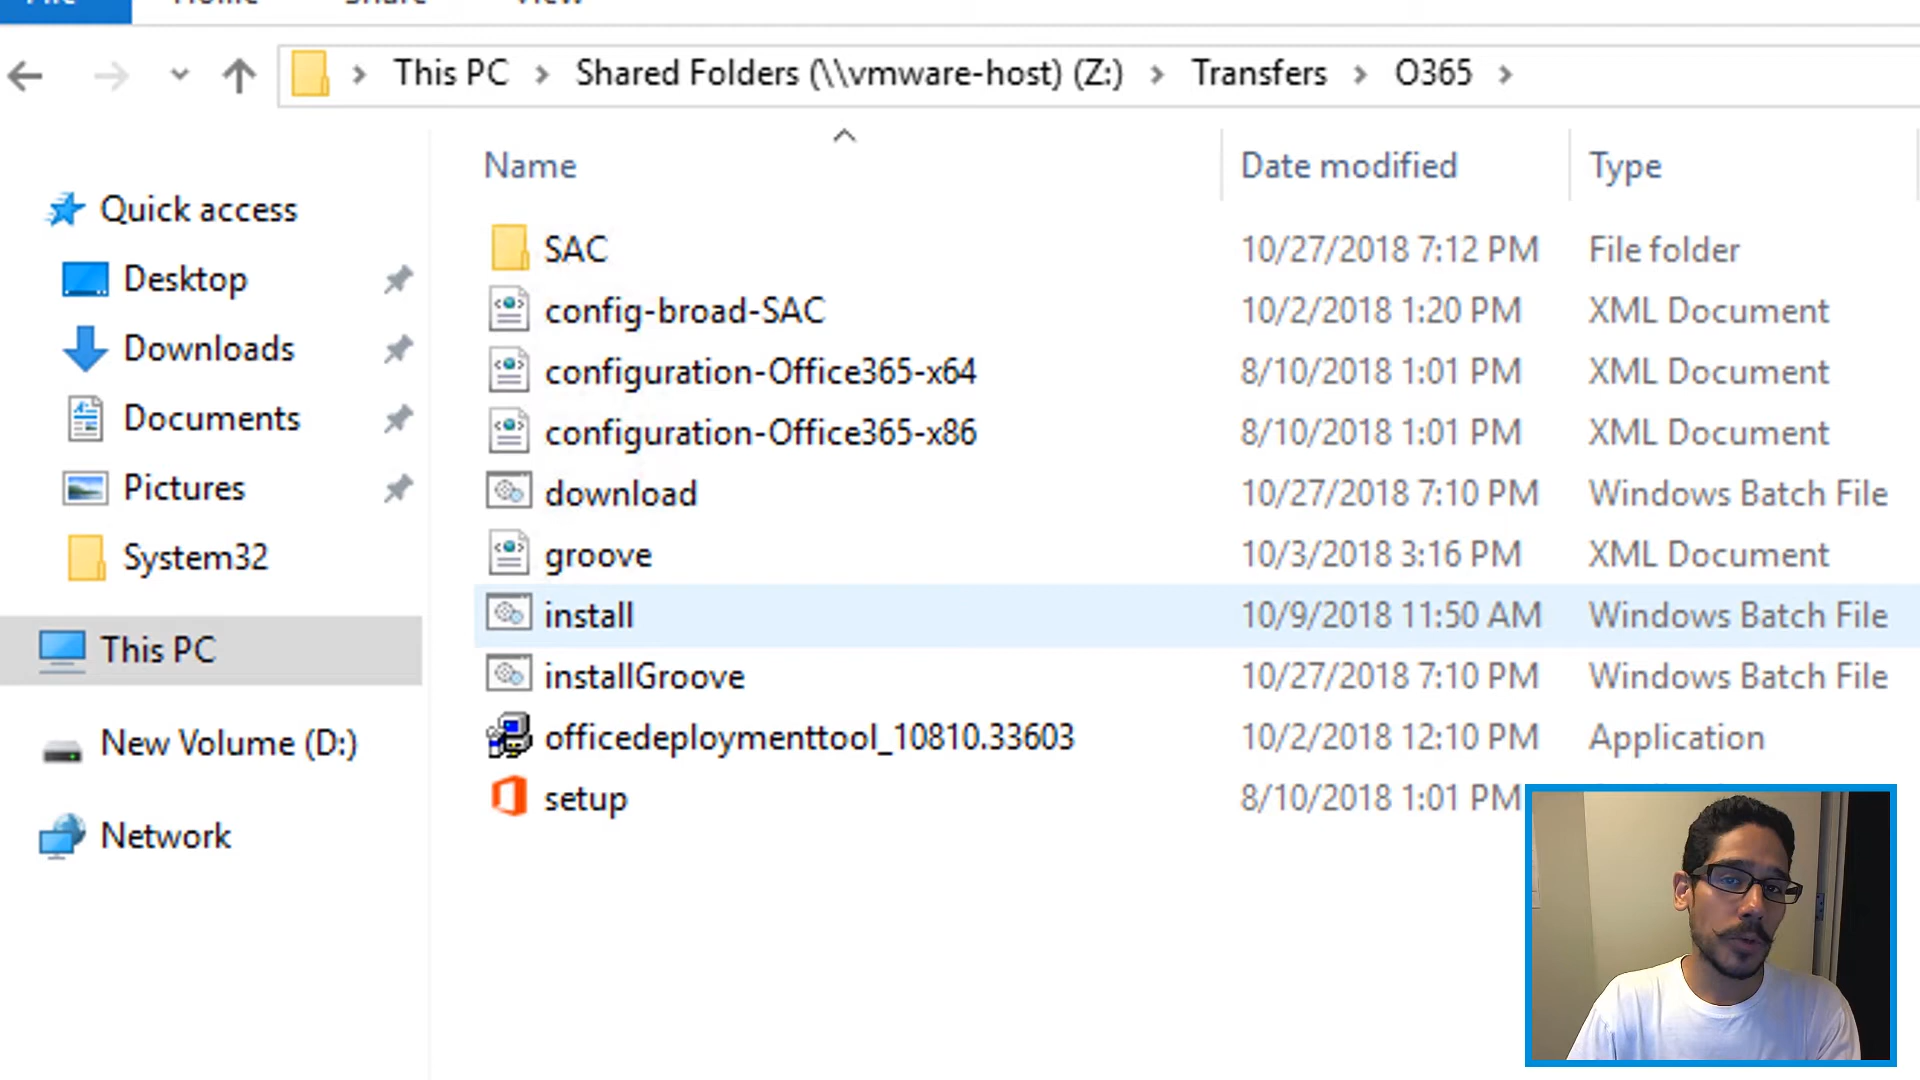 File Home Share View
This PC Shared Folders (\\vmware-host) (Z:) Transfers O365
Name Date modified Type
Quick access
Desktop
Downloads
Documents
Pictures
System32
This PC
New Volume (D:)
Network
SAC 10/27/2018 7:12 PM File folder
config-broad-SAC 10/2/2018 1:20 PM XML Document
configuration-Office365-x64 8/10/2018 1:01 PM XML Document
configuration-Office365-x86 8/10/2018 1:01 PM XML Document
download 10/27/2018 7:10 PM Windows Batch File
groove 10/3/2018 3:16 PM XML Document
install 10/9/2018 11:50 AM Windows Batch File
installGroove 10/27/2018 7:10 PM Windows Batch File
officedeploymenttool_10810.33603 10/2/2018 12:10 PM Application
setup 8/10/2018 1:01 PM